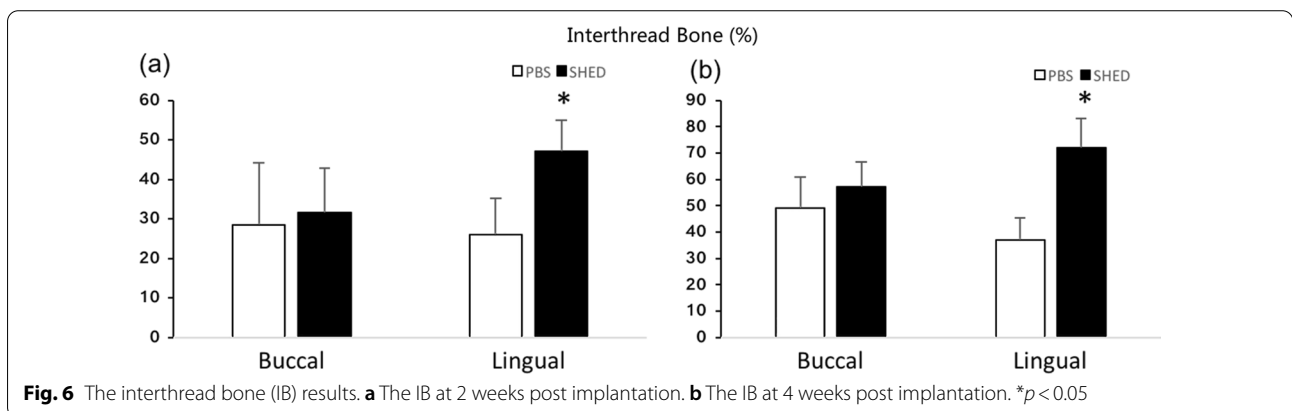 Interthread Bone (%)
(a)
□PBS ■SHED
60
50
40
30
20
10
0
*
Buccal Lingual
(b)
□PBS ■SHED
90
80
70
60
50
40
30
20
10
0
*
Buccal Lingual
Fig. 6 The interthread bone (IB) results. a The IB at 2 weeks post implantation. b The IB at 4 weeks post implantation. *p < 0.05